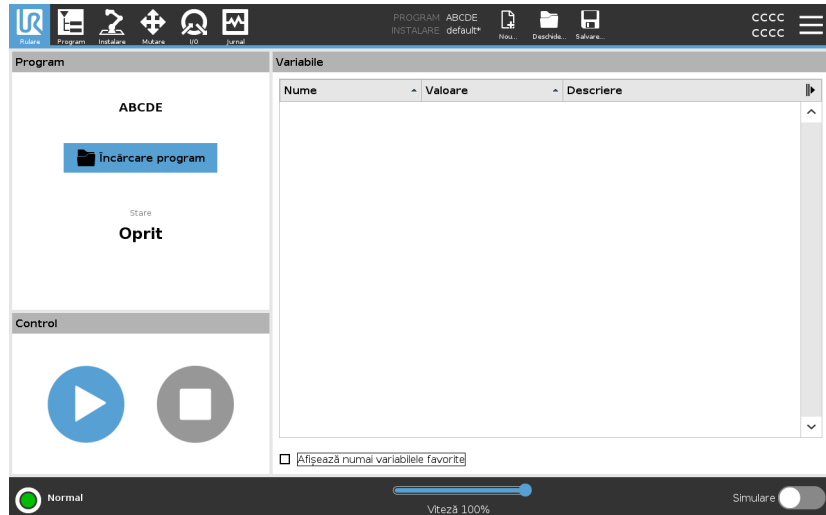 UR
PROGRAM ABCDE
INSTALARE default*
CCCC
CCCC
Rulare Program Instalare Mutare I/O Jurnal Nou... Deschide... Salvare...
Program
ABCDE
Încărcare program
Stare
Oprit
Control
Variabile
Nume Valoare Descriere
Afișează numai variabilele favorite
Normal
Viteză 100%
Simulare